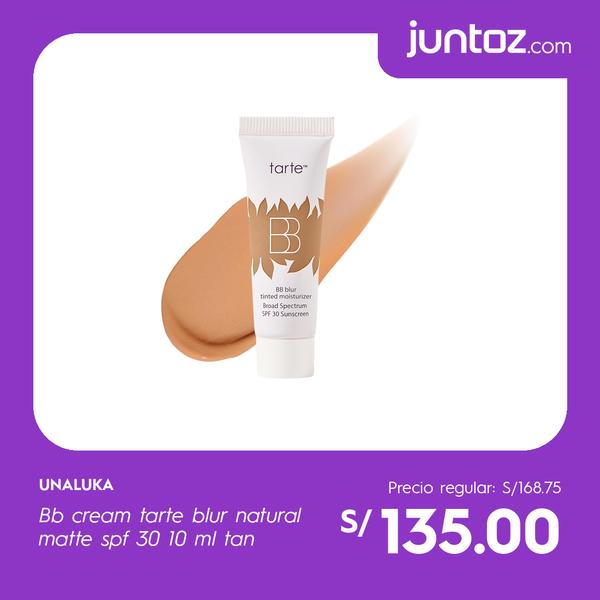 juntoz.com
tarte™
BB
BB blur
tinted moisturizer
Broad Spectrum
SPF 30 Sunscreen
UNALUKA
Bb cream tarte blur natural
matte spf 30 10 ml tan
Precio regular: S/168.75
S/135.00